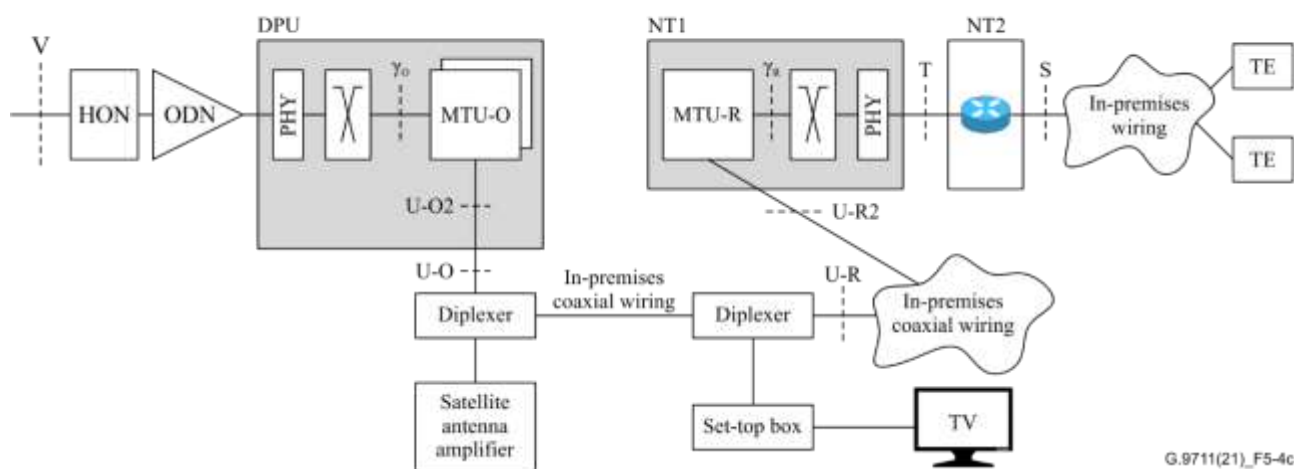 DPU
NT1
NT2
V
HON
ODN
PHY
γO
MTU-O
MTU-R
γR
PHY
T
S
In-premises
wiring
TE
TE
U-O2
U-R2
U-O
In-premises
coaxial wiring
U-R
In-premises
coaxial wiring
Diplexer
Diplexer
Satellite
antenna
amplifier
Set-top box
TV
G.9711(21)_F5-4c